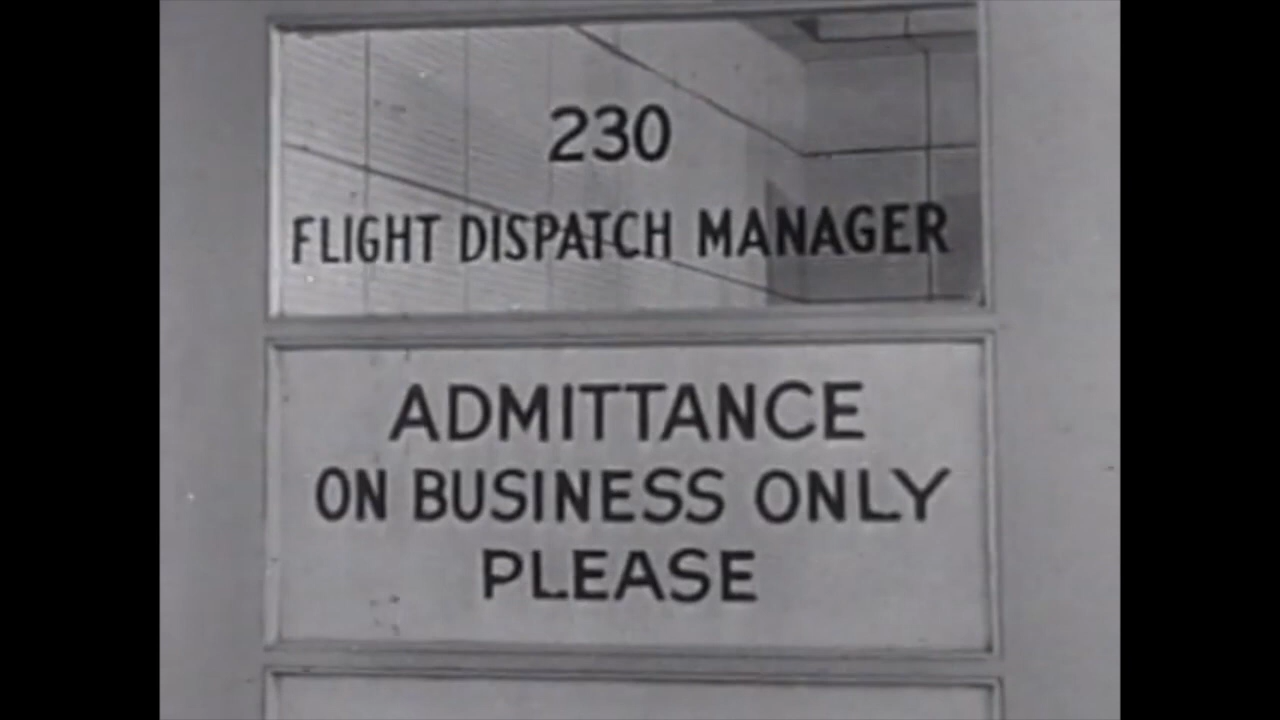 230
FLIGHT DISPATCH MANAGER
ADMITTANCE
ON BUSINESS ONLY
PLEASE